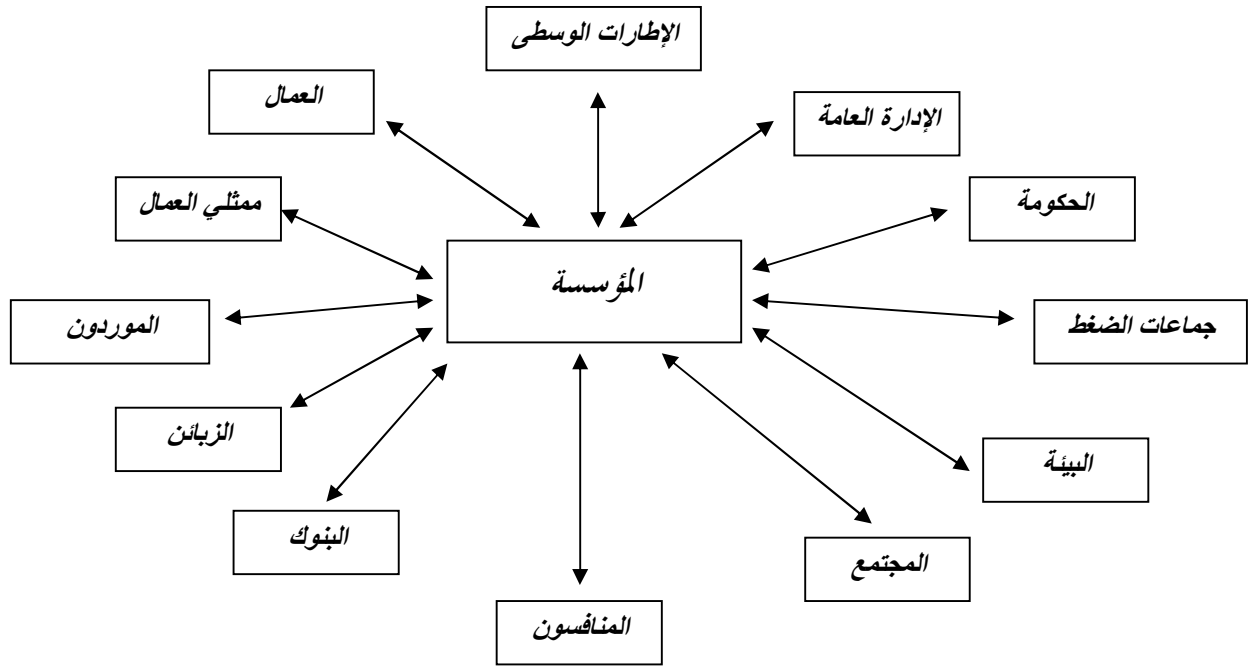 الإطارات الوسطى
العمال
الإدارة العامة
ممثلي العمال
الحكومة
المؤسسة
الموردون
جماعات الضغط
الزبائن
البيئة
البنوك
المجتمع
المنافسون